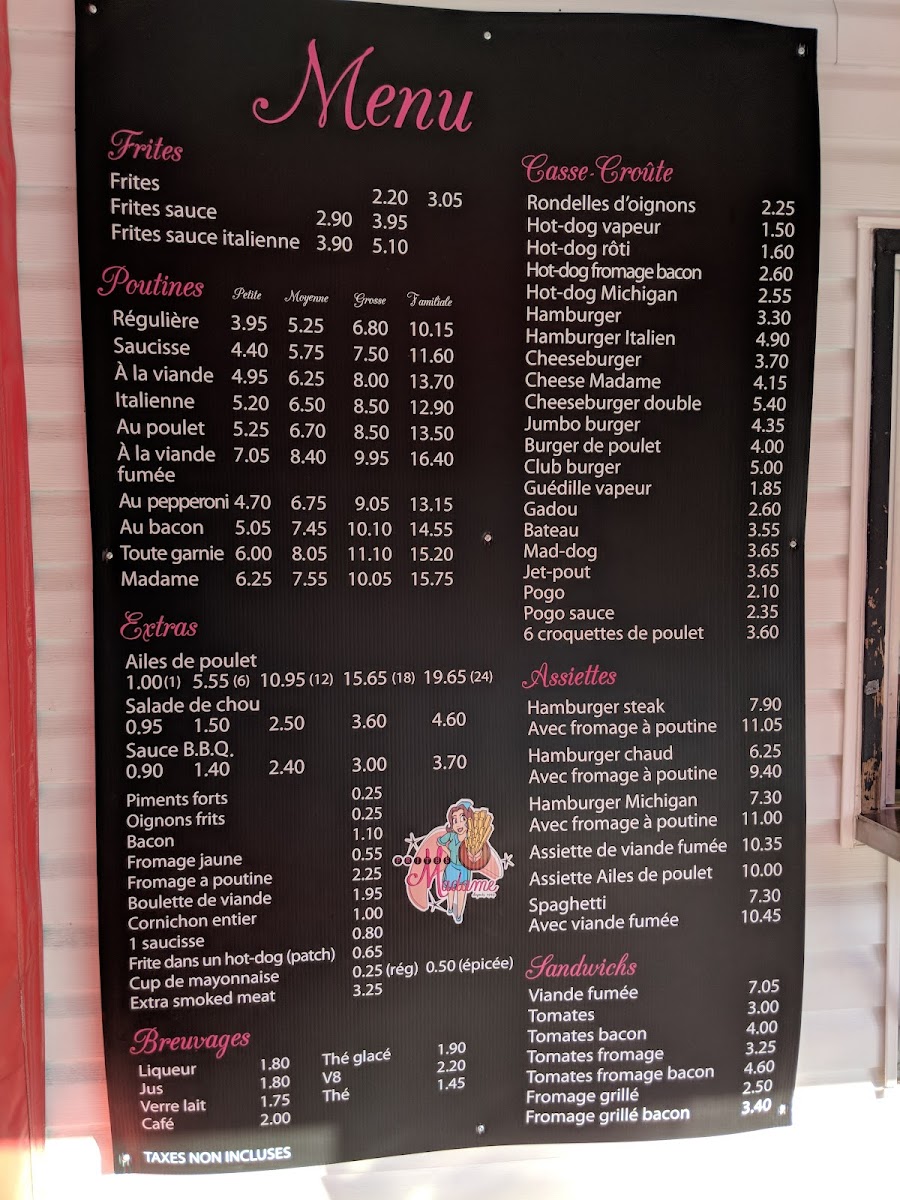 Menu
Frites
Frites 2.20 3.05
Frites sauce 2.90 3.95
Frites sauce italienne 3.90 5.10
Poutines Petite Moyenne Grosse Familiale
Régulière 3.95 5.25 6.80 10.15
Saucisse 4.40 5.75 7.50 11.60
À la viande 4.95 6.25 8.00 13.70
Italienne 5.20 6.50 8.50 12.90
Au poulet 5.25 6.70 8.50 13.50
À la viande 7.05 8.40 9.95 16.40
fumée
Au pepperoni 4.70 6.75 9.05 13.15
Au bacon 5.05 7.45 10.10 14.55
Toute garnie 6.00 8.05 11.10 15.20
Madame 6.25 7.55 10.05 15.75
Extras
Ailes de poulet
1.00(1) 5.55 (6) 10.95 (12) 15.65 (18) 19.65 (24)
Salade de chou
0.95 1.50 2.50 3.60 4.60
Sauce B.B.Q.
0.90 1.40 2.40 3.00 3.70
Piments forts 0.25
Oignons frits 0.25
Bacon 1.10
Fromage jaune 0.55
Fromage a poutine 2.25
Boulette de viande 1.95
Cornichon entier 1.00
1 saucisse 0.80
Frite dans un hot-dog (patch) 0.65
Cup de mayonnaise 0.25 (rég) 0.50 (épicée)
Extra smoked meat 3.25
Madame
Breuvages
Liqueur 1.80 Thé glacé 1.90
Jus 1.80 V8 2.20
Verre lait 1.75 Thé 1.45
Café 2.00
TAXES NON INCLUSES
Casse-Croûte
Rondelles d'oignons 2.25
Hot-dog vapeur 1.50
Hot-dog rôti 1.60
Hot-dog fromage bacon 2.60
Hot-dog Michigan 2.55
Hamburger 3.30
Hamburger Italien 4.90
Cheeseburger 3.70
Cheese Madame 4.15
Cheeseburger double 5.40
Jumbo burger 4.35
Burger de poulet 4.00
Club burger 5.00
Guédille vapeur 1.85
Gadou 2.60
Bateau 3.55
Mad-dog 3.65
Jet-pout 3.65
Pogo 2.10
Pogo sauce 2.35
6 croquettes de poulet 3.60
Assiettes
Hamburger steak 7.90
Avec fromage à poutine 11.05
Hamburger chaud 6.25
Avec fromage à poutine 9.40
Hamburger Michigan 7.30
Avec fromage à poutine 11.00
Assiette de viande fumée 10.35
Assiette Ailes de poulet 10.00
Spaghetti 7.30
Avec viande fumée 10.45
Sandwichs
Viande fumée 7.05
Tomates 3.00
Tomates bacon 4.00
Tomates fromage 3.25
Tomates fromage bacon 4.60
Fromage grillé 2.50
Fromage grillé bacon 3.40